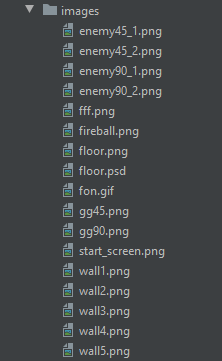 images
enemy45_1.png
enemy45_2.png
enemy90_1.png
enemy90_2.png
fff.png
fireball.png
floor.png
floor.psd
fon.gif
gg45.png
gg90.png
start_screen.png
wall1.png
wall2.png
wall3.png
wall4.png
wall5.png